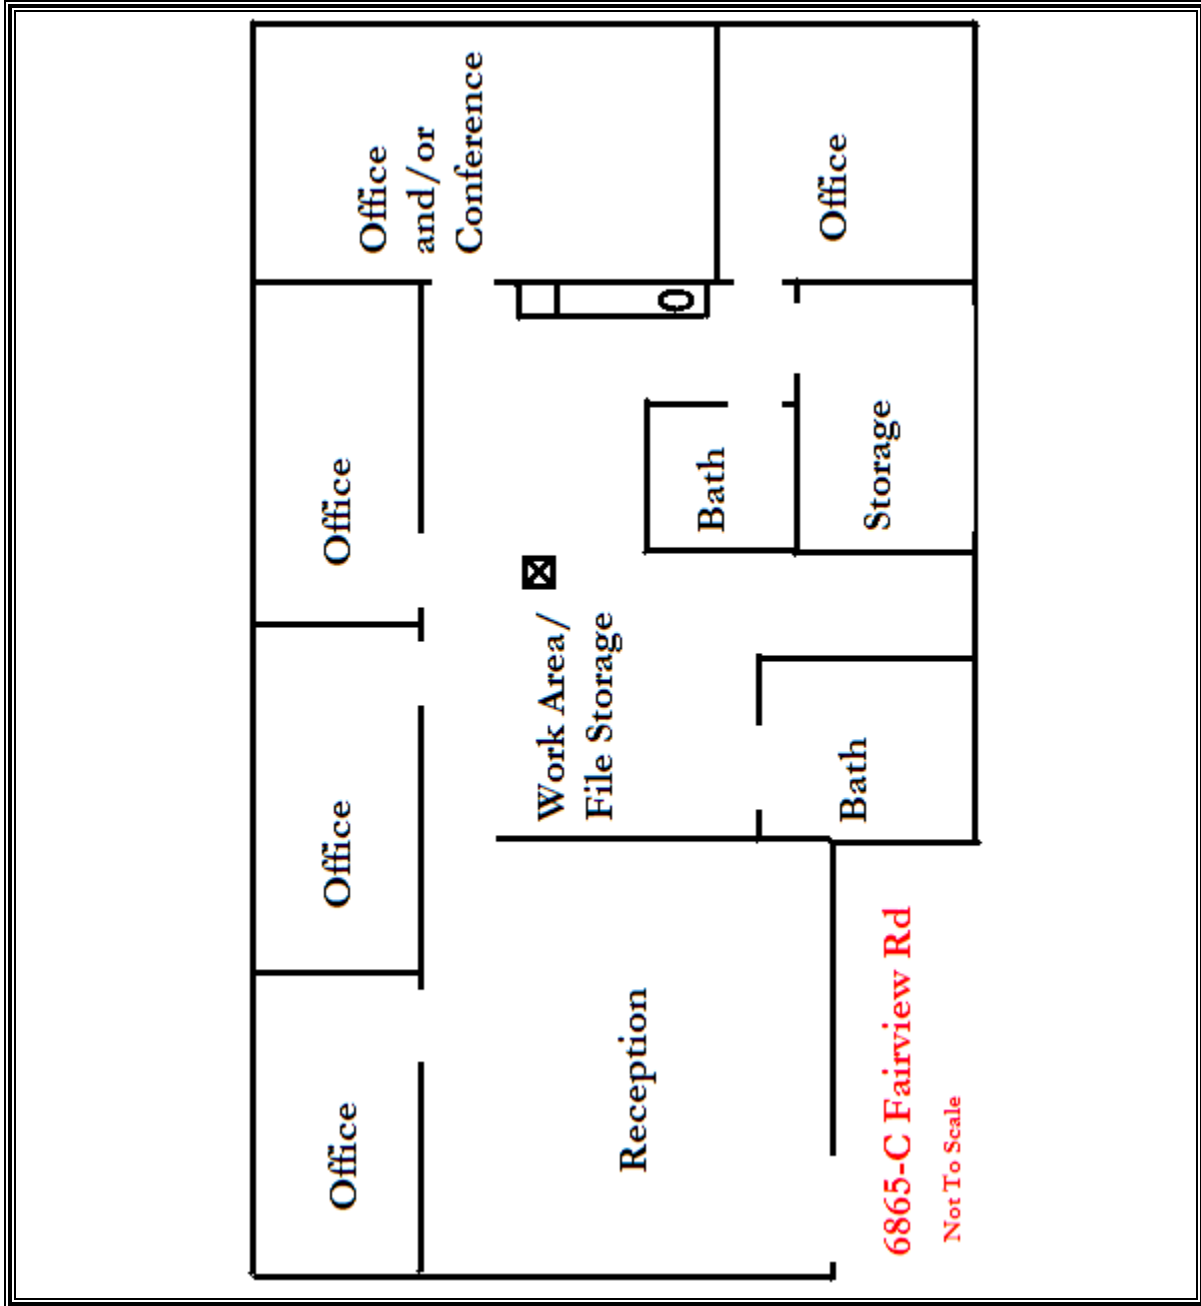 Office
Office
Office
Office
and/or
Conference
Reception
Work Area/
File Storage
Bath
Bath
Storage
Office
6865-C Fairview Rd
Not To Scale